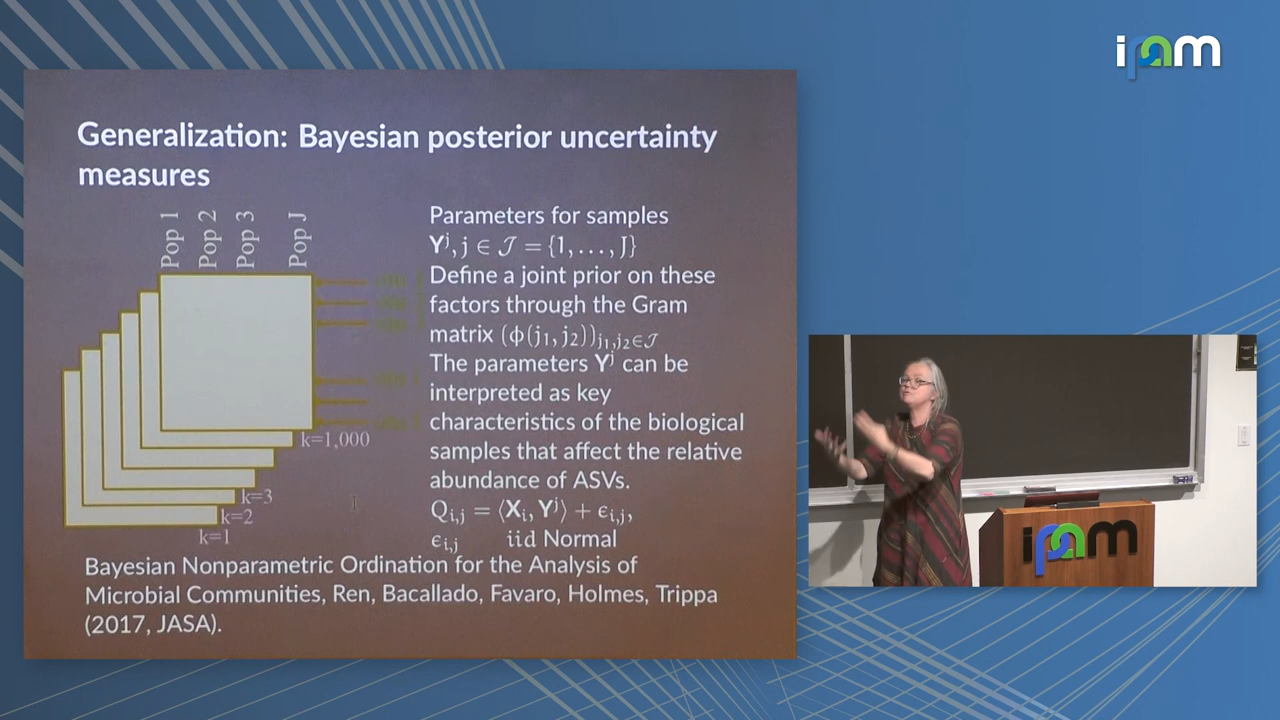 ipam
Generalization: Bayesian posterior uncertainty
measures
Pop 1
Pop 2
Pop 3
Pop J
k=1,000
k=3
k=2
k=1
Parameters for samples
Yʲ, j ∈ 𝒥 = {1, . . . , J}
Define a joint prior on these
factors through the Gram
matrix (ϕ(j₁, j₂))j₁,j₂∈𝒥
The parameters Yʲ can be
interpreted as key
characteristics of the biological
samples that affect the relative
abundance of ASVs.
Qi,j = ⟨Xi, Yʲ⟩ + ϵi,j,
ϵi,j iid Normal
Bayesian Nonparametric Ordination for the Analysis of
Microbial Communities, Ren, Bacallado, Favaro, Holmes, Trippa
(2017, JASA).
ipam